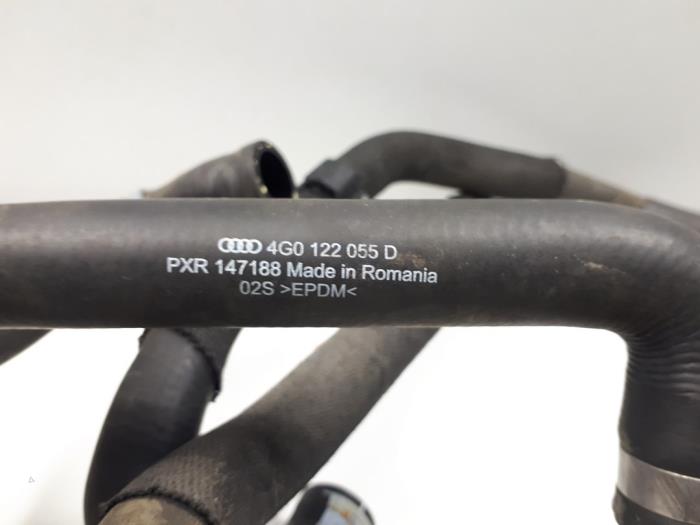 4G0 122 055 D
PXR 147188 Made in Romania
02S >EPDM<